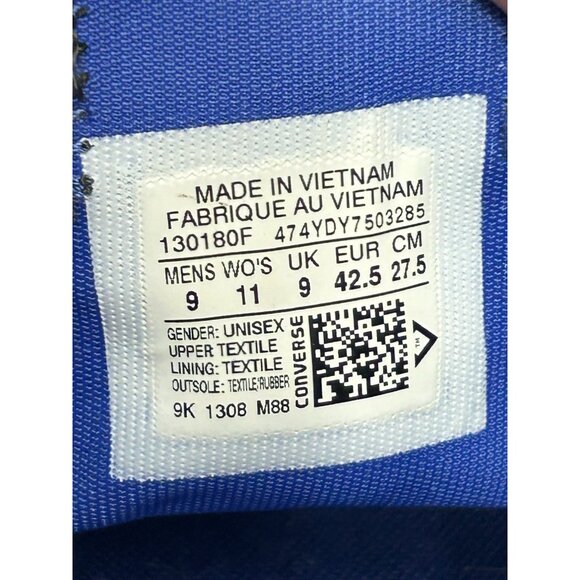 MADE IN VIETNAM
FABRIQUE AU VIETNAM
130180F 474YDY7503285
MENS WO'S UK EUR CM
9 11 9 42.5 27.5
GENDER: UNISEX
UPPER TEXTILE
LINING: TEXTILE
OUTSOLE: TEXTILE/RUBBER
9K 1308 M88
CONVERSE
TM